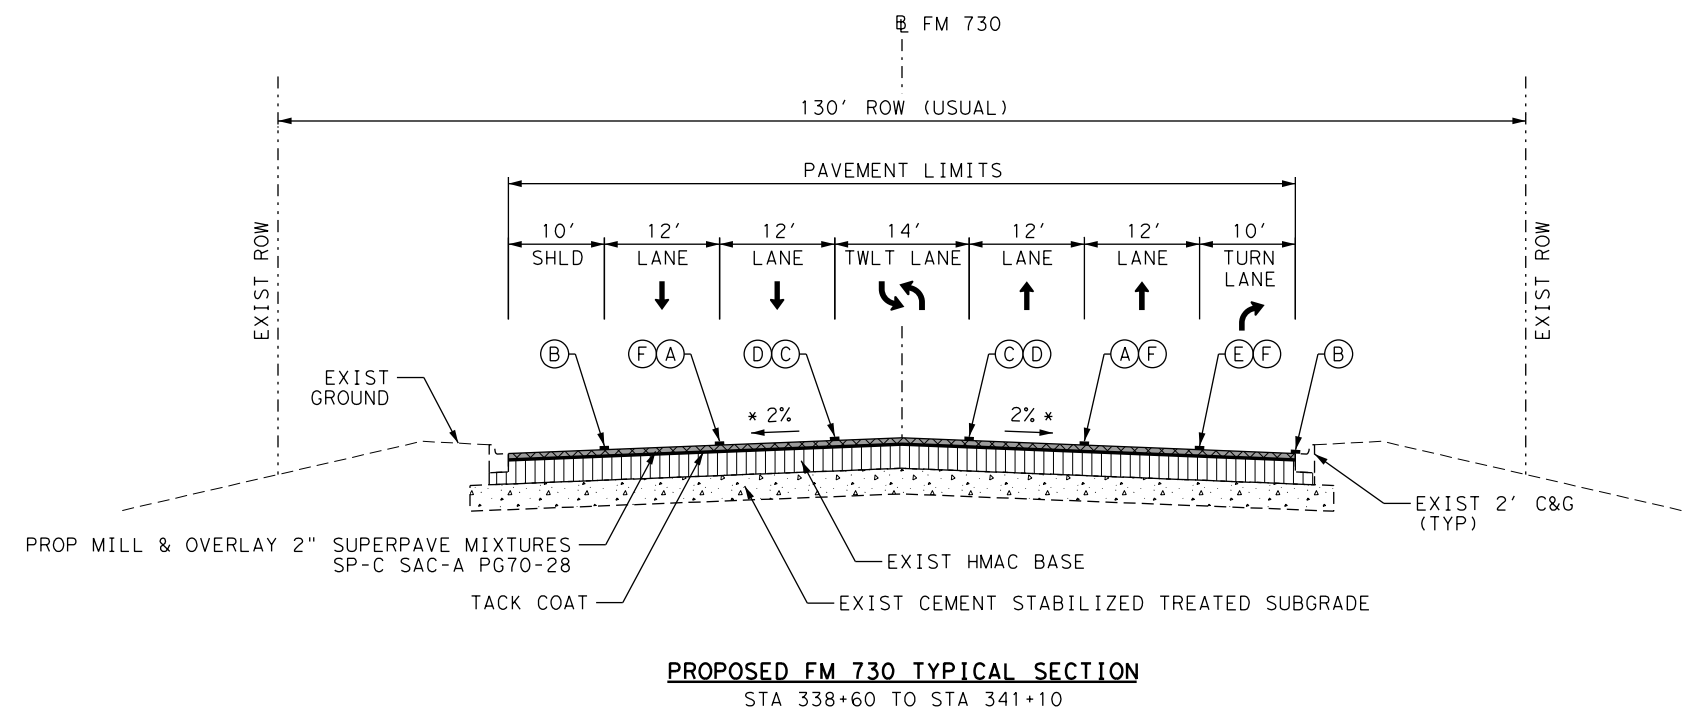 ℄ FM 730
130' ROW (USUAL)
PAVEMENT LIMITS
10' 12' 12' 14' 12' 12' 10'
SHLD LANE LANE TWLT LANE LANE LANE TURN
LANE
EXIST ROW
EXIST ROW
B F A D C C D A F E F B
EXIST
GROUND
* 2% 2% *
EXIST 2' C&G
(TYP)
PROP MILL & OVERLAY 2" SUPERPAVE MIXTURES
SP-C SAC-A PG70-28
EXIST HMAC BASE
TACK COAT
EXIST CEMENT STABILIZED TREATED SUBGRADE
PROPOSED FM 730 TYPICAL SECTION
STA 338+60 TO STA 341+10